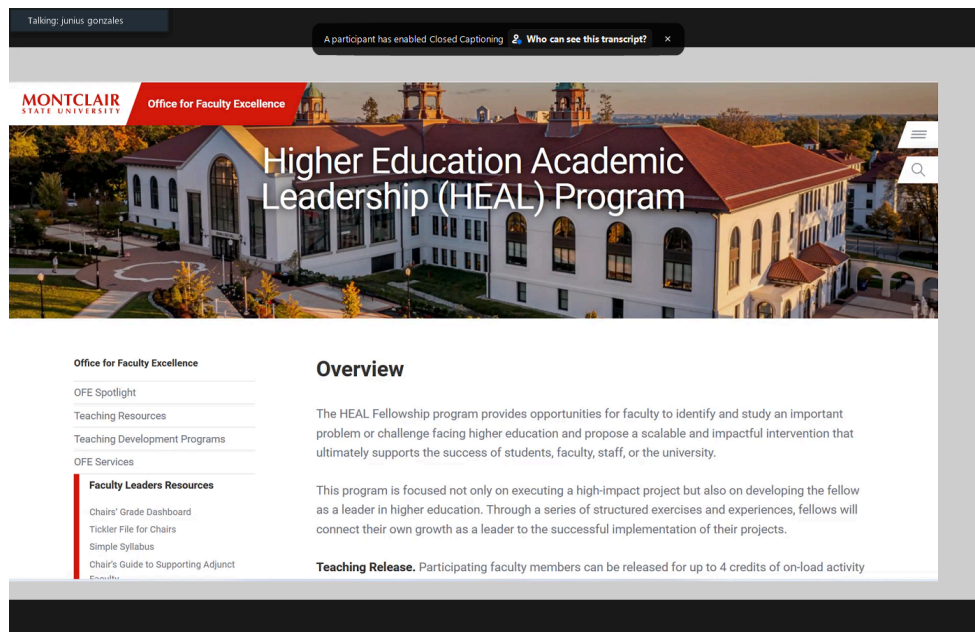 Talking: junius gonzales
A participant has enabled Closed Captioning Who can see this transcript? ×
MONTCLAIR
STATE UNIVERSITY
Office for Faculty Excellence
Higher Education Academic
Leadership (HEAL) Program
Office for Faculty Excellence
OFE Spotlight
Teaching Resources
Teaching Development Programs
OFE Services
Faculty Leaders Resources
Chairs' Grade Dashboard
Tickler File for Chairs
Simple Syllabus
Chair's Guide to Supporting Adjunct
Faculty
Overview
The HEAL Fellowship program provides opportunities for faculty to identify and study an important
problem or challenge facing higher education and propose a scalable and impactful intervention that
ultimately supports the success of students, faculty, staff, or the university.
This program is focused not only on executing a high-impact project but also on developing the fellow
as a leader in higher education. Through a series of structured exercises and experiences, fellows will
connect their own growth as a leader to the successful implementation of their projects.
Teaching Release. Participating faculty members can be released for up to 4 credits of on-load activity